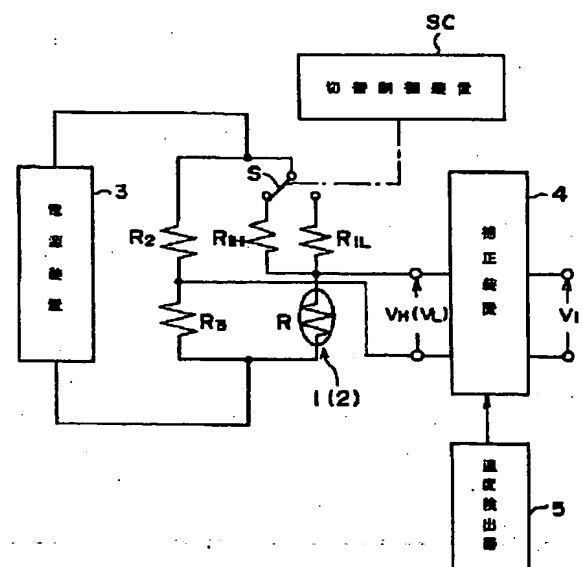 SC
切替制御装置
S
3
電源装置
R2
R1H
R1L
4
補正装置
VH(VL)
V1
R3
R
1(2)
温度検出器
5